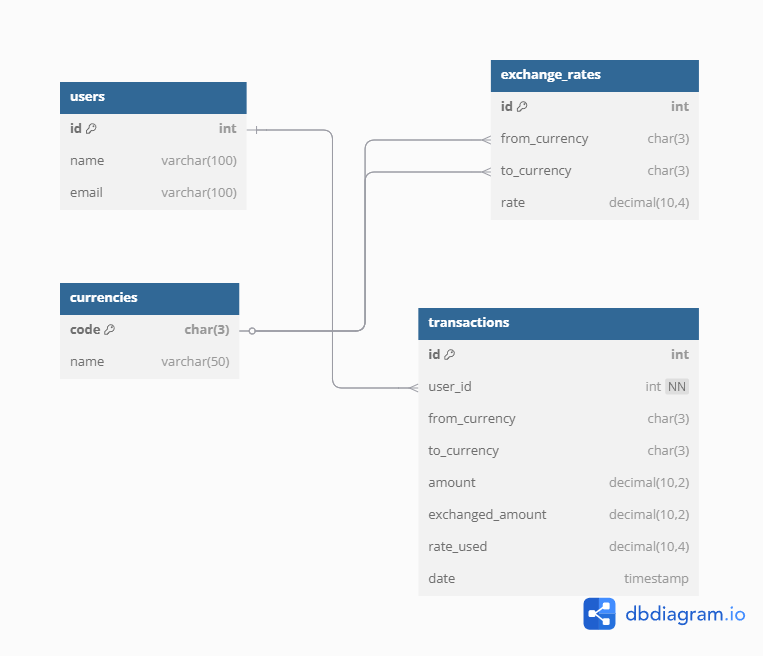 users
id int
name varchar(100)
email varchar(100)
exchange_rates
id int
from_currency char(3)
to_currency char(3)
rate decimal(10,4)
currencies
code char(3)
name varchar(50)
transactions
id int
user_id int NN
from_currency char(3)
to_currency char(3)
amount decimal(10,2)
exchanged_amount decimal(10,2)
rate_used decimal(10,4)
date timestamp
dbdiagram.io